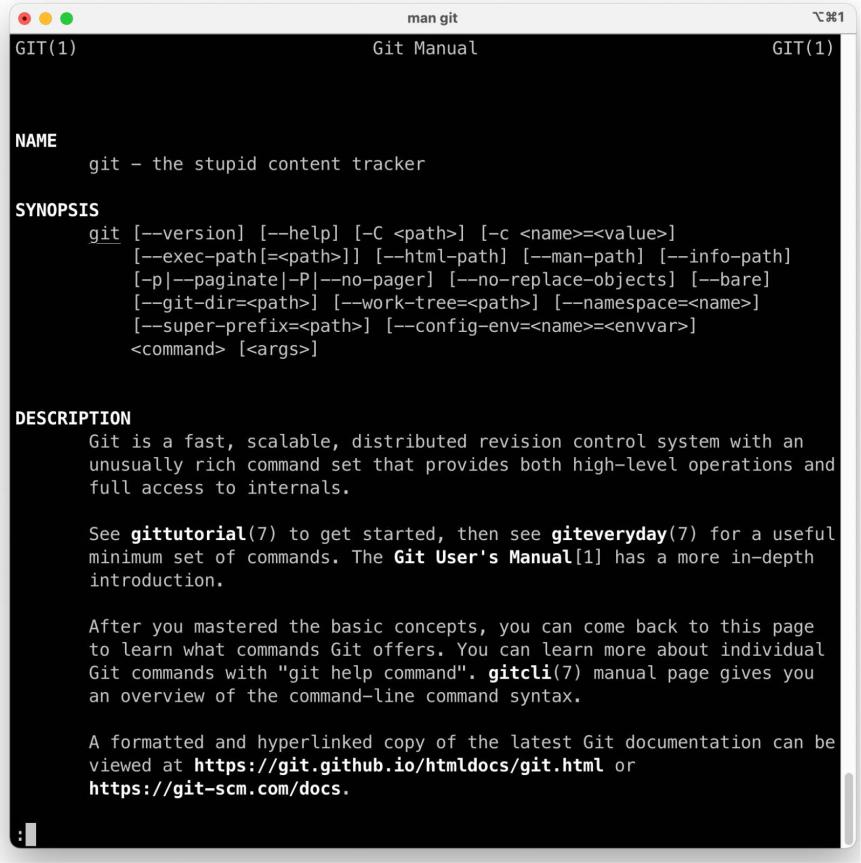 man git ⌥⌘1
GIT(1) Git Manual GIT(1)
NAME
git – the stupid content tracker
SYNOPSIS
git [--version] [--help] [-C <path>] [-c <name>=<value>]
[--exec-path[=<path>]] [--html-path] [--man-path] [--info-path]
[-p|--paginate|-P|--no-pager] [--no-replace-objects] [--bare]
[--git-dir=<path>] [--work-tree=<path>] [--namespace=<name>]
[--super-prefix=<path>] [--config-env=<name>=<envvar>]
<command> [<args>]
DESCRIPTION
Git is a fast, scalable, distributed revision control system with an
unusually rich command set that provides both high-level operations and
full access to internals.
See gittutorial(7) to get started, then see giteveryday(7) for a useful
minimum set of commands. The Git User's Manual[1] has a more in-depth
introduction.
After you mastered the basic concepts, you can come back to this page
to learn what commands Git offers. You can learn more about individual
Git commands with "git help command". gitcli(7) manual page gives you
an overview of the command-line command syntax.
A formatted and hyperlinked copy of the latest Git documentation can be
viewed at https://git.github.io/htmldocs/git.html or
https://git-scm.com/docs.
: